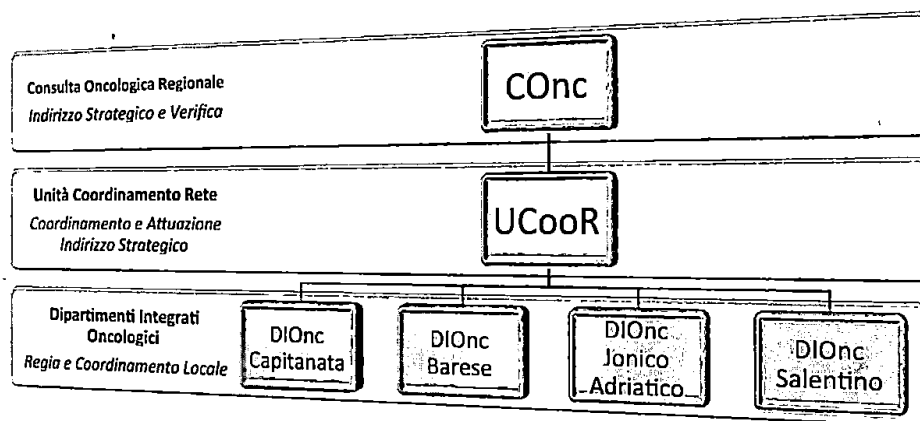 Consulta Oncologica Regionale
Indirizzo Strategico e Verifica
COnc
Unità Coordinamento Rete
Coordinamento e Attuazione
Indirizzo Strategico
UCooR
Dipartimenti Integrati
Oncologici
Regia e Coordinamento Locale
DIOnc
Capitanata
DIOnc
Barese
DIOnc
Jonico
Adriatico
DIOnc
Salentino